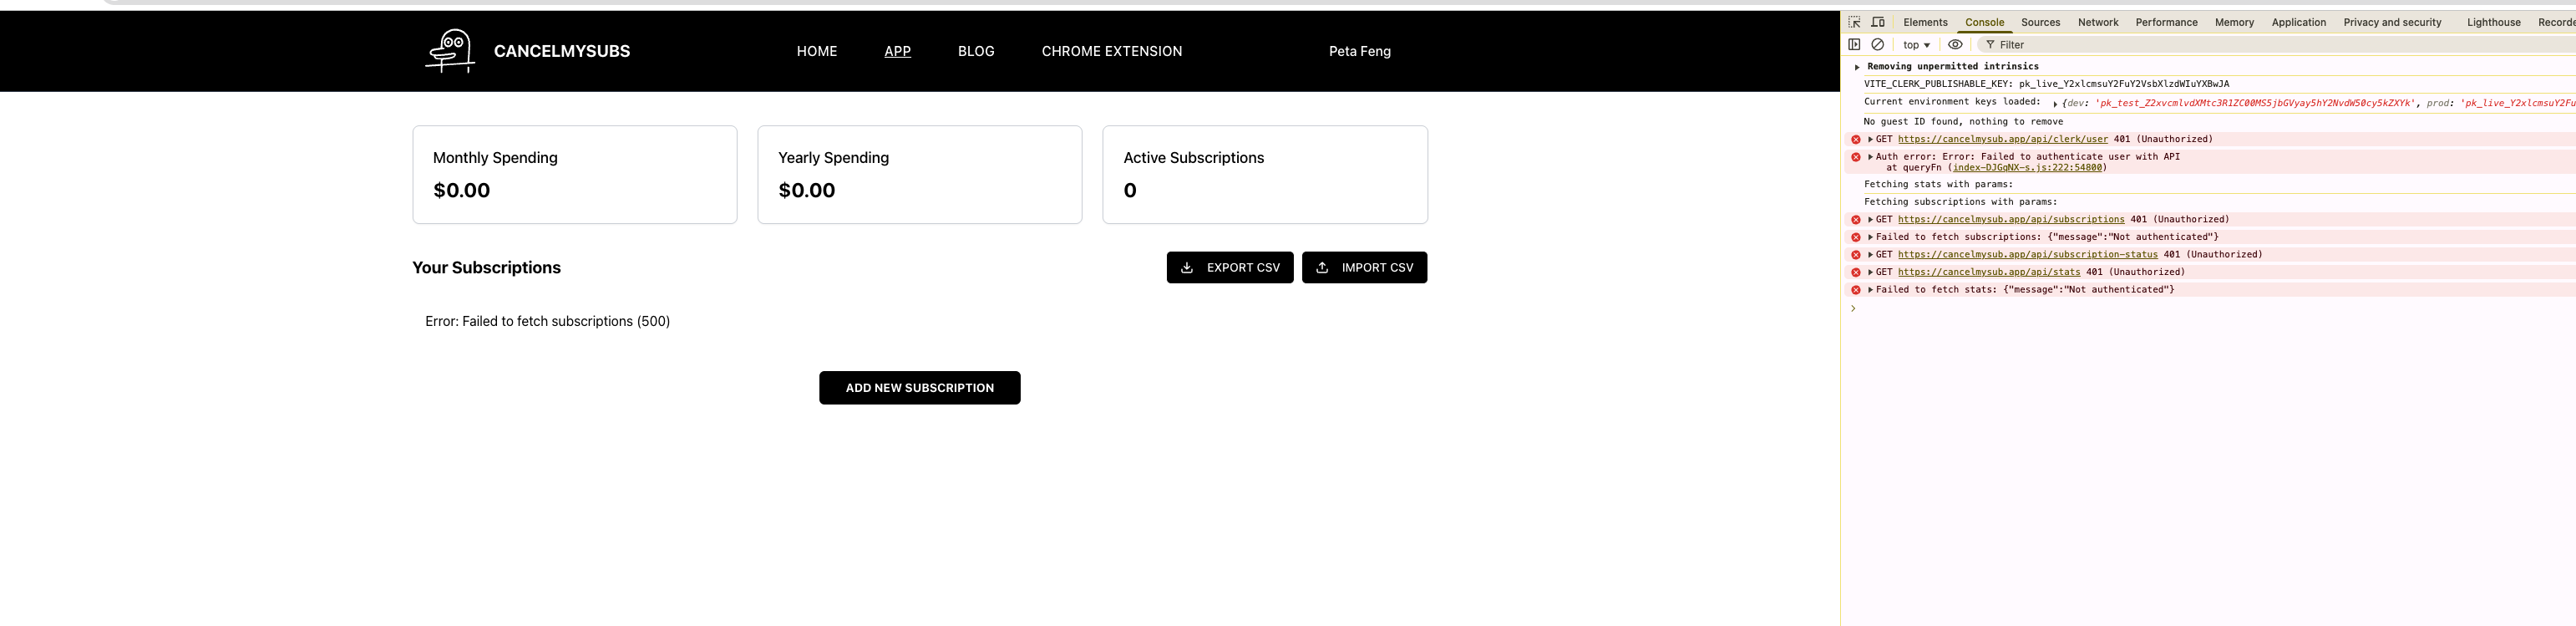 CANCELMYSUBS
HOME
APP
BLOG
CHROME EXTENSION
Peta Feng
Monthly Spending
$0.00
Yearly Spending
$0.00
Active Subscriptions
0
Your Subscriptions
EXPORT CSV
IMPORT CSV
Error: Failed to fetch subscriptions (500)
ADD NEW SUBSCRIPTION
Elements Console Sources Network Performance Memory Application Privacy and security Lighthouse Recorde
top Filter
Removing unpermitted intrinsics
VITE_CLERK_PUBLISHABLE_KEY: pk_live_Y2xlcmsuY2FuY2VsbXlzdWIuYXBwJA
Current environment keys loaded: {dev: 'pk_test_Z2xvcmlvdXMtc3R1ZC00MS5jbGVyay5hY2NvdW50cy5kZXYk', prod: 'pk_live_Y2xlcmsuY2Fu
No guest ID found, nothing to remove
GET https://cancelmysub.app/api/clerk/user 401 (Unauthorized)
Auth error: Error: Failed to authenticate user with API
at queryFn (index-DJGqNX-s.js:222:54800)
Fetching stats with params:
Fetching subscriptions with params:
GET https://cancelmysub.app/api/subscriptions 401 (Unauthorized)
Failed to fetch subscriptions: {"message":"Not authenticated"}
GET https://cancelmysub.app/api/subscription-status 401 (Unauthorized)
GET https://cancelmysub.app/api/stats 401 (Unauthorized)
Failed to fetch stats: {"message":"Not authenticated"}